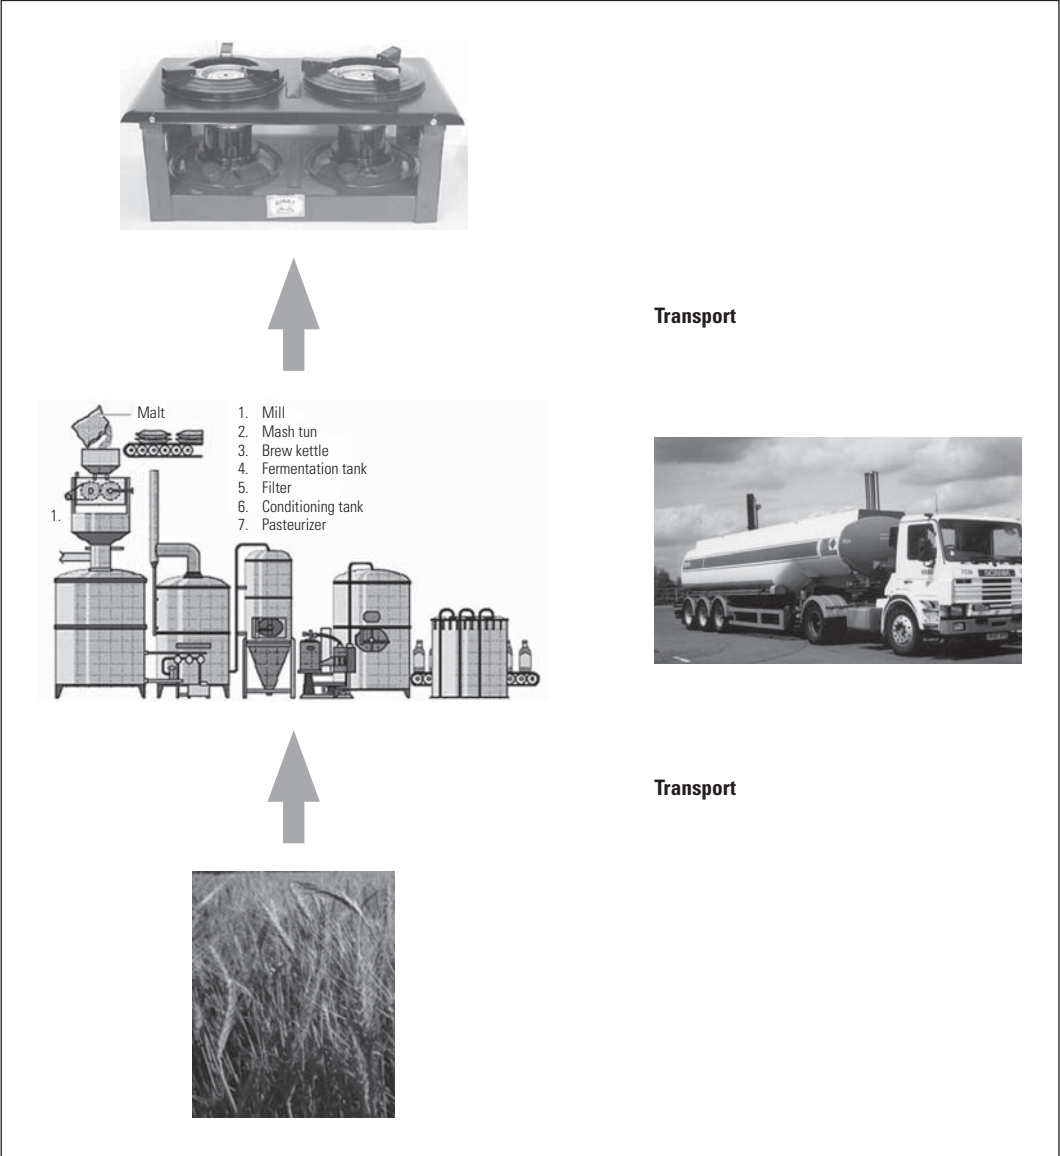 Transport
Malt
1. Mill
2. Mash tun
3. Brew kettle
4. Fermentation tank
5. Filter
6. Conditioning tank
7. Pasteurizer
1.
SCANIA
Transport